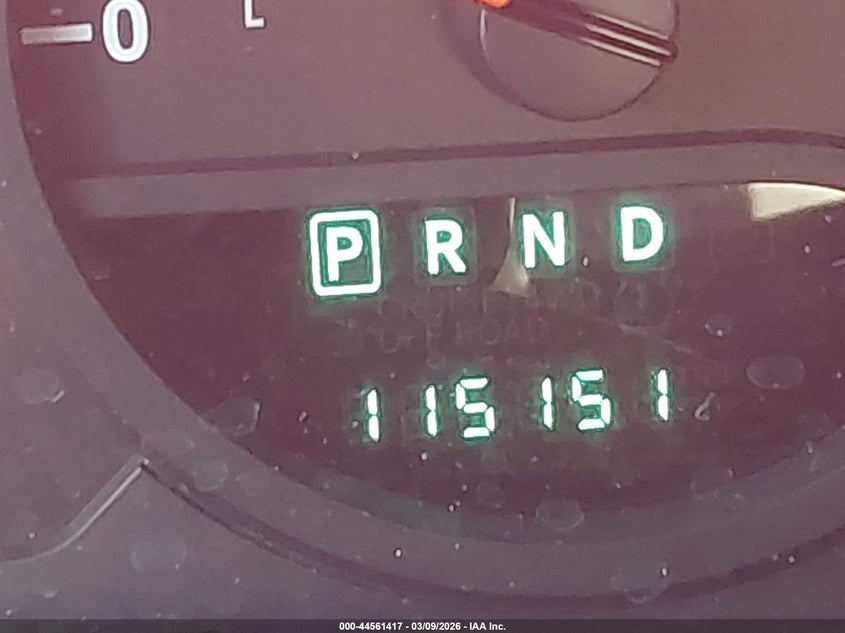 0
L
P R N D
115151
000-44561417 - 03/09/2026 - IAA Inc.